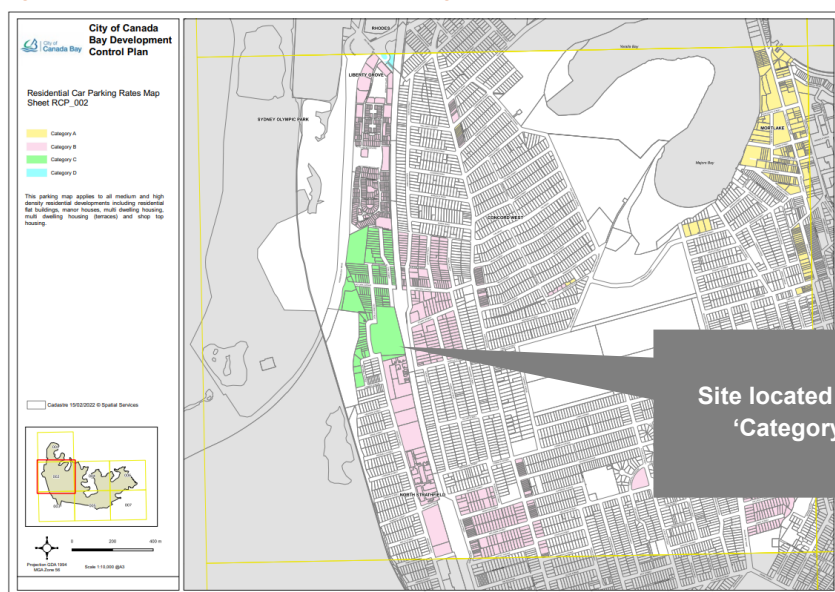 City of
Canada Bay
City of Canada
Bay Development
Control Plan
Residential Car Parking Rates Map
Sheet RCP_002
Category A
Category B
Category C
Category D
This parking map applies to all medium and high
density residential developments including residential
flat buildings, manor houses, multi dwelling housing,
multi dwelling housing (terraces) and shop top
housing.
Cadastre 15/02/2022 © Spatial Services
0 200 400 m
Projection GDA 1994
MGA Zone 56
Scale 1:10,000 @A3
RHODES
LIBERTY GROVE
SYDNEY OLYMPIC PARK
CONCORD WEST
MORTLAKE
Majors Bay
NORTH STRATHFIELD
Site located
'Category